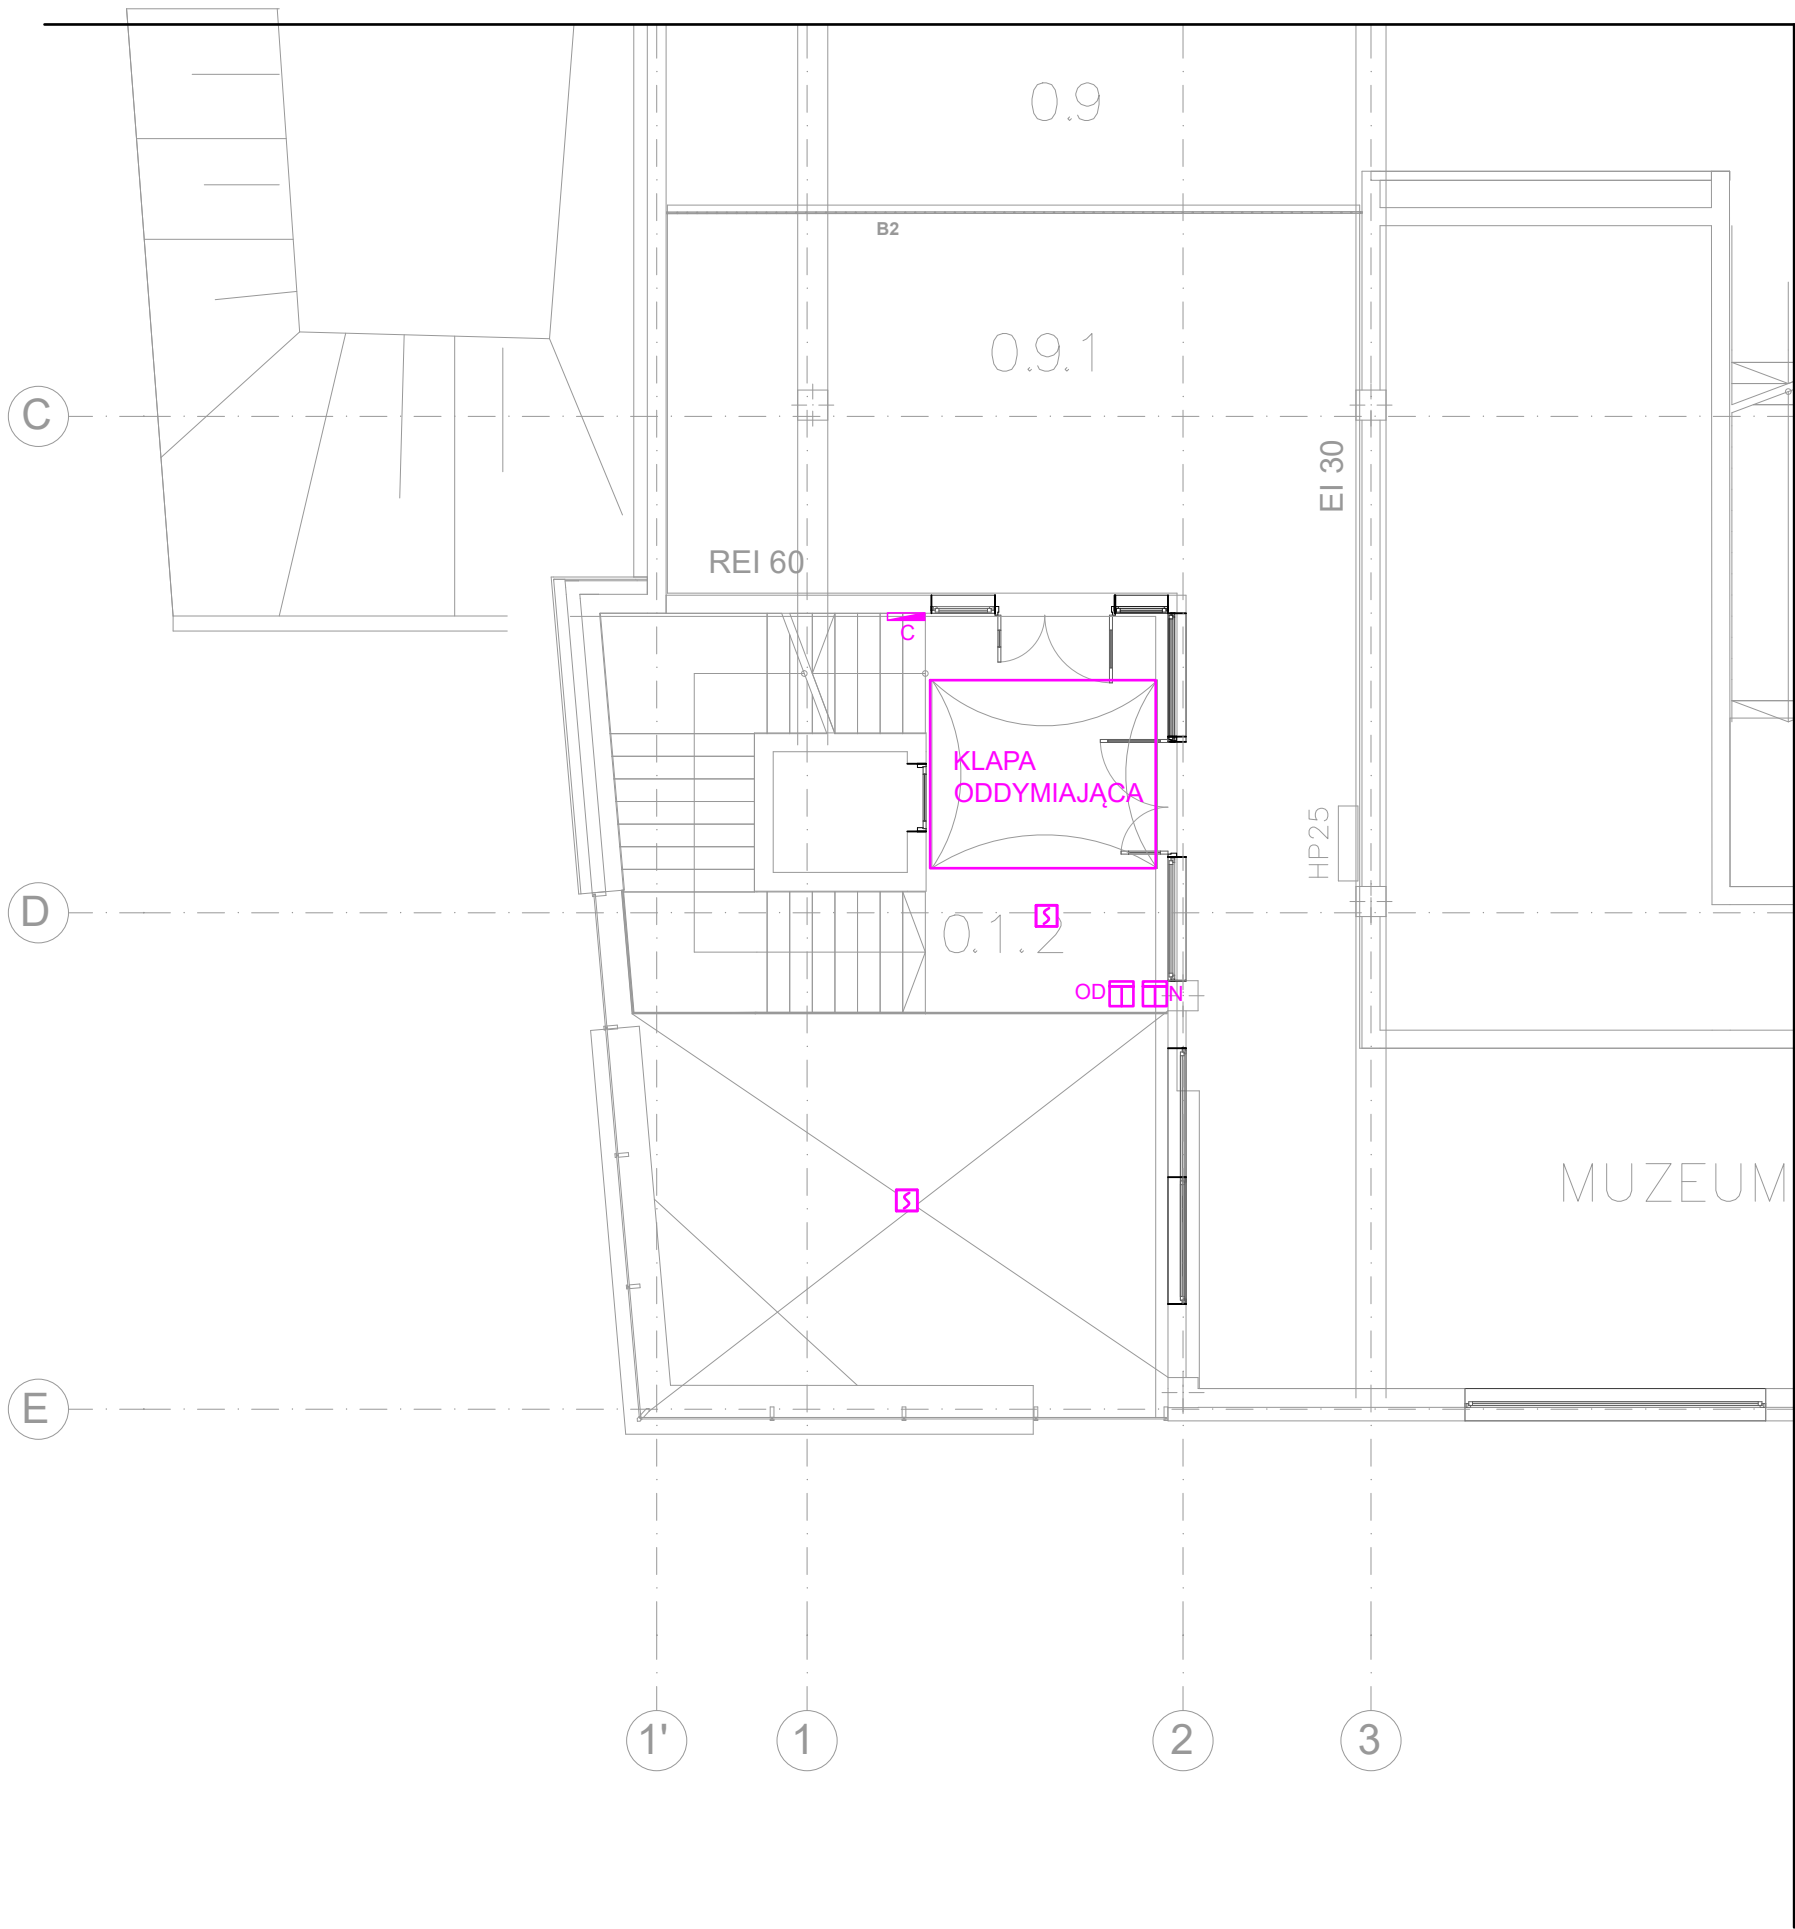 0.9
B2
0.9.1
C
EI 30
REI 60
C
KLAPA
ODDYMIAJĄCA
HP25
D
0.1.2
OD
N
MUZEUM
E
1'
1
2
3